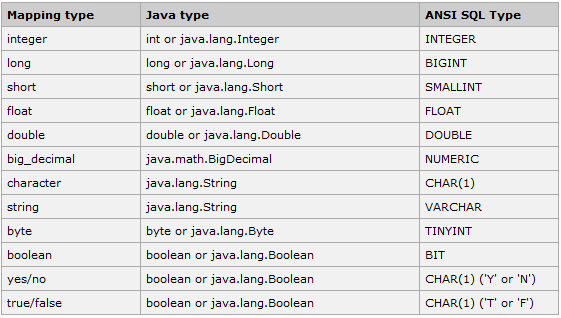 Mapping type Java type ANSI SQL Type
integer int or java.lang.Integer INTEGER
long long or java.lang.Long BIGINT
short short or java.lang.Short SMALLINT
float float or java.lang.Float FLOAT
double double or java.lang.Double DOUBLE
big_decimal java.math.BigDecimal NUMERIC
character java.lang.String CHAR(1)
string java.lang.String VARCHAR
byte byte or java.lang.Byte TINYINT
boolean boolean or java.lang.Boolean BIT
yes/no boolean or java.lang.Boolean CHAR(1) ('Y' or 'N')
true/false boolean or java.lang.Boolean CHAR(1) ('T' or 'F')